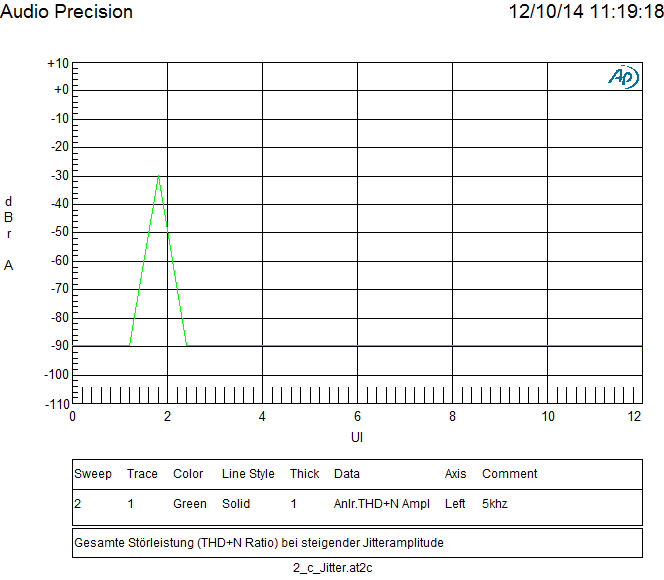 Audio Precision 12/10/14 11:19:18
Ap
+10
+0
-10
-20
-30
-40
-50
-60
-70
-80
-90
-100
-110
d
B
r
A
0 2 4 6 8 10 12
UI
Sweep Trace Color Line Style Thick Data Axis Comment
2 1 Green Solid 1 Anlr.THD+N Ampl Left 5khz
Gesamte Störleistung (THD+N Ratio) bei steigender Jitteramplitude
2_c_Jitter.at2c